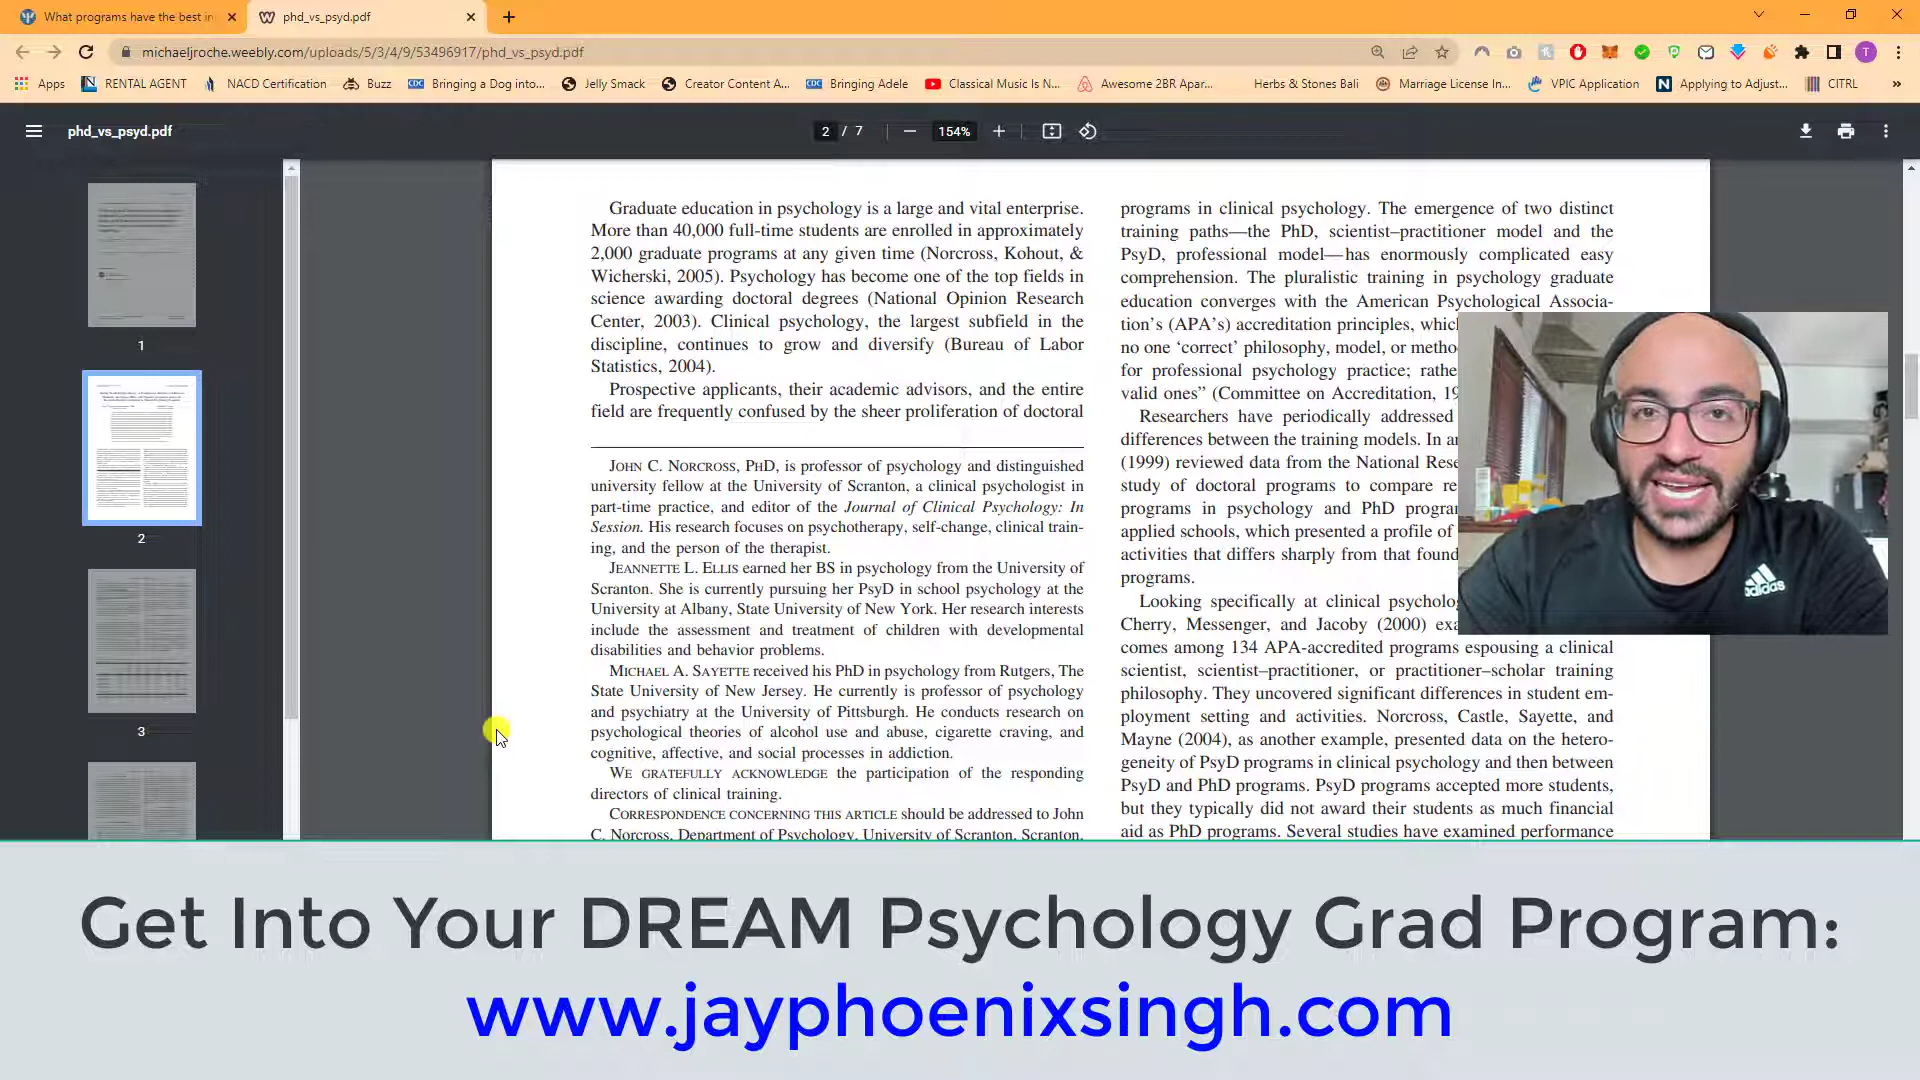 What programs have the best in
phd_vs_psyd.pdf
michaeljroche.weebly.com/uploads/5/3/4/9/53496917/phd_vs_psyd.pdf
T
Apps
RENTAL AGENT
NACD Certification
Buzz
Bringing a Dog into...
Jelly Smack
Creator Content A...
Bringing Adele
Classical Music Is N...
Awesome 2BR Apar...
Herbs & Stones Bali
Marriage License In...
VPIC Application
Applying to Adjust...
CITRL
phd_vs_psyd.pdf
2 / 7
154%
1
2
3
Graduate education in psychology is a large and vital enterprise.
More than 40,000 full-time students are enrolled in approximately
2,000 graduate programs at any given time (Norcross, Kohout, &
Wicherski, 2005). Psychology has become one of the top fields in
science awarding doctoral degrees (National Opinion Research
Center, 2003). Clinical psychology, the largest subfield in the
discipline, continues to grow and diversify (Bureau of Labor
Statistics, 2004).
Prospective applicants, their academic advisors, and the entire
field are frequently confused by the sheer proliferation of doctoral
JOHN C. NORCROSS, PHD, is professor of psychology and distinguished
university fellow at the University of Scranton, a clinical psychologist in
part-time practice, and editor of the Journal of Clinical Psychology: In
Session. His research focuses on psychotherapy, self-change, clinical train-
ing, and the person of the therapist.
JEANNETTE L. ELLIS earned her BS in psychology from the University of
Scranton. She is currently pursuing her PsyD in school psychology at the
University at Albany, State University of New York. Her research interests
include the assessment and treatment of children with developmental
disabilities and behavior problems.
MICHAEL A. SAYETTE received his PhD in psychology from Rutgers, The
State University of New Jersey. He currently is professor of psychology
and psychiatry at the University of Pittsburgh. He conducts research on
psychological theories of alcohol use and abuse, cigarette craving, and
cognitive, affective, and social processes in addiction.
WE GRATEFULLY ACKNOWLEDGE the participation of the responding
directors of clinical training.
CORRESPONDENCE CONCERNING THIS ARTICLE should be addressed to John
C. Norcross, Department of Psychology, University of Scranton, Scranton,
programs in clinical psychology. The emergence of two distinct
training paths—the PhD, scientist–practitioner model and the
PsyD, professional model—has enormously complicated easy
comprehension. The pluralistic training in psychology graduate
education converges with the American Psychological Associa-
tion's (APA's) accreditation principles, which
no one 'correct' philosophy, model, or metho
for professional psychology practice; rathe
valid ones" (Committee on Accreditation, 19
Researchers have periodically addressed
differences between the training models. In an
(1999) reviewed data from the National Rese
study of doctoral programs to compare re
programs in psychology and PhD program
applied schools, which presented a profile of
activities that differs sharply from that found
programs.
Looking specifically at clinical psycholog
Cherry, Messenger, and Jacoby (2000) exa
comes among 134 APA-accredited programs espousing a clinical
scientist, scientist–practitioner, or practitioner–scholar training
philosophy. They uncovered significant differences in student em-
ployment setting and activities. Norcross, Castle, Sayette, and
Mayne (2004), as another example, presented data on the hetero-
geneity of PsyD programs in clinical psychology and then between
PsyD and PhD programs. PsyD programs accepted more students,
but they typically did not award their students as much financial
aid as PhD programs. Several studies have examined performance
adidas
Get Into Your DREAM Psychology Grad Program:
www.jayphoenixsingh.com